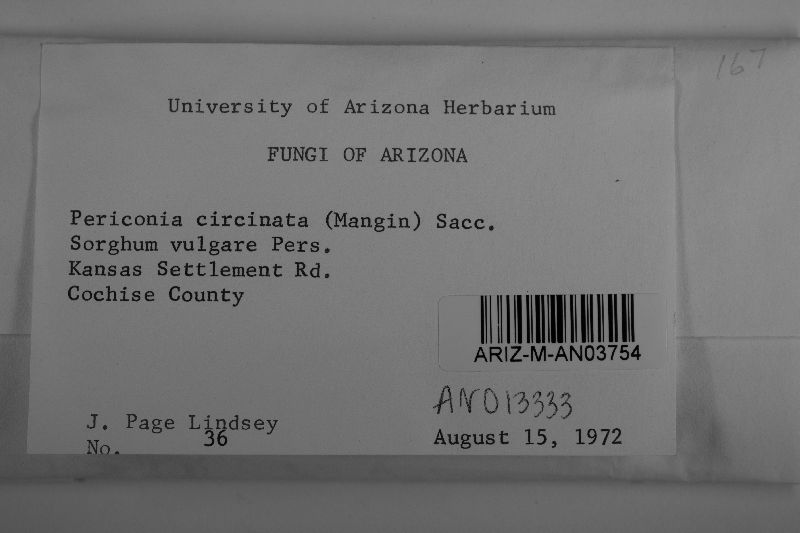 167
University of Arizona Herbarium
FUNGI OF ARIZONA
Periconia circinata (Mangin) Sacc.
Sorghum vulgare Pers.
Kansas Settlement Rd.
Cochise County
ARIZ-M-AN03754
AN013333
J. Page Lindsey
No. 36
August 15, 1972